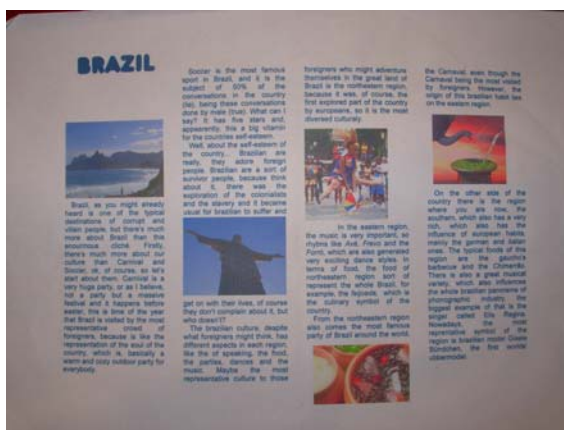 BRAZIL
Brazil, as you might already
heard is one of the typical
destinations of corrupt and
villain people, but there's much
more about Brazil than this
enourmous cliché. Firstly,
there's much more about our
culture than Carnival and
Soccer, ok, of course, so let's
start about them. Carnival is a
very huge party, or as I believe,
not a party but a massive
festival and it happens before
easter, this is time of the year
that Brazil is visited by the most
representative crowd of
foreigners, because is like the
representation of the soul of the
country, which is, basically a
warm and cozy outdoor party for
everybody.
Soccer is the most famous
sport in Brazil, and it is the
subject of 50% of the
conversations in the country
(lie), being these conversations
done by male (true). What can I
say? It has five stars and,
apparently, this a big vitamin
for the countries self-esteem.
Well, about the self-esteem of
the country... Brazilian are
really, they adore foreign
people. Brazilian are a sort of
survivor people, because think
about it, there was the
exploration of the colonialists
and the slavery and it became
usual for brazilian to suffer and
get on with their lives, of course
they don't complain about it, but
who doesn't?
The brazilian culture, despite
what foreigners might think, has
different aspects in each region,
like the of speaking, the food,
the parties, dances and the
music. Maybe the most
representative culture to those
foreigners who might adventure
themselves in the great land of
Brazil is the northeastern region,
because it was, of course, the
first explored part of the country
by europeans, so it is the most
diversed culturaly.
In the eastern region,
the music is very important, so
rhytms like Axé, Frevo and the
Forró, which are also generated
very exciting dance styles. In
terms of food, the food of
northeastern region sort of
represent the whole Brazil, for
example, the feijoada, which is
the culinary symbol of the
country.
From the northeastern region
also comes the most famous
party of Brazil around the world,
the Carnaval, even though the
Carnaval being the most visited
by foreigners. However, the
origin of this brazilian habit lies
on the eastern region.
On the other side of the
country there is the region
where you are now, the
southern, which also has a very
rich, which also has the
influence of european habits,
mainly the german and italian
ones. The typical foods of this
region are the gaucho's
barbecue and the Chimarrão.
There is also a great musical
variety, which also influences
the whole brazilian panorama of
phonographic industry, the
biggest example of that is the
singer called Elis Regina.
Nowadays, the most
representative symbol of the
region is brazilian model Gisele
Bündchen, the first worlds
übbermodel.